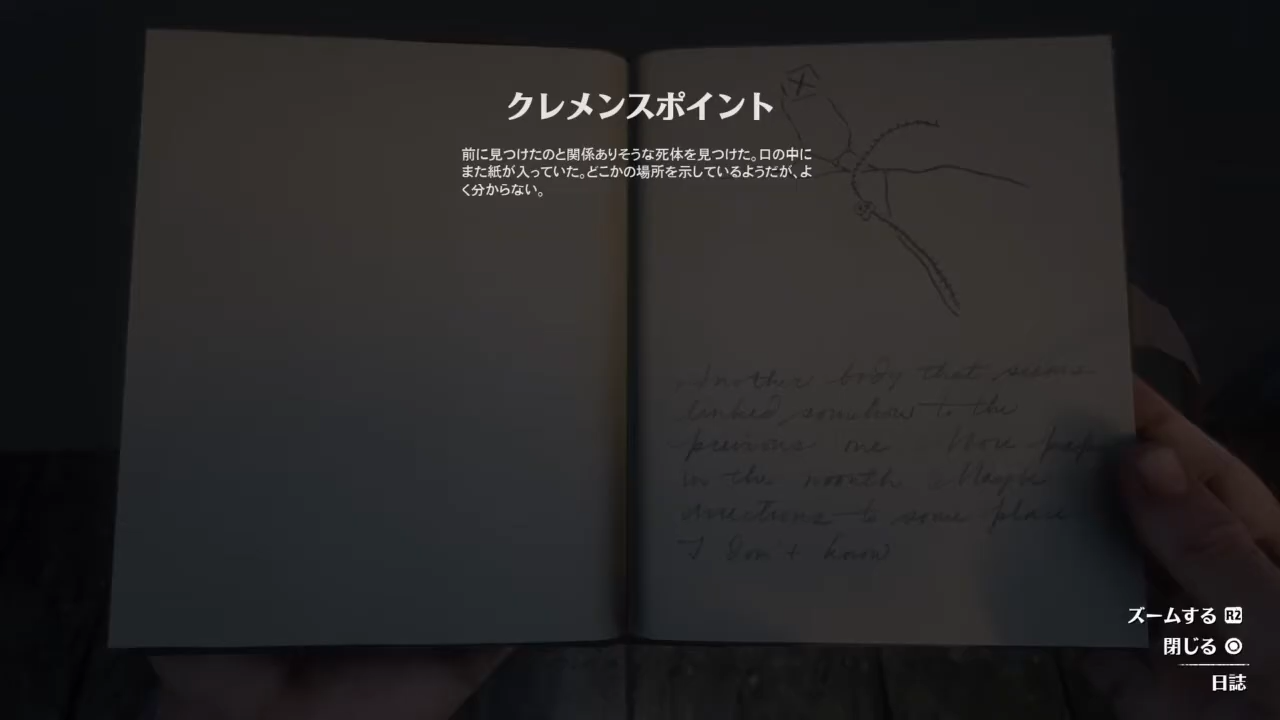 クレメンスポイント
前に見つけたのと関係ありそうな死体を見つけた。口の中に
また紙が入っていた。どこかの場所を示しているようだが、よ
く分からない。
Another body that seems
linked somehow to the
previous one. More pap
in the mouth. Maybe
directions to some place
I don't know
ズームする R2
閉じる
日誌